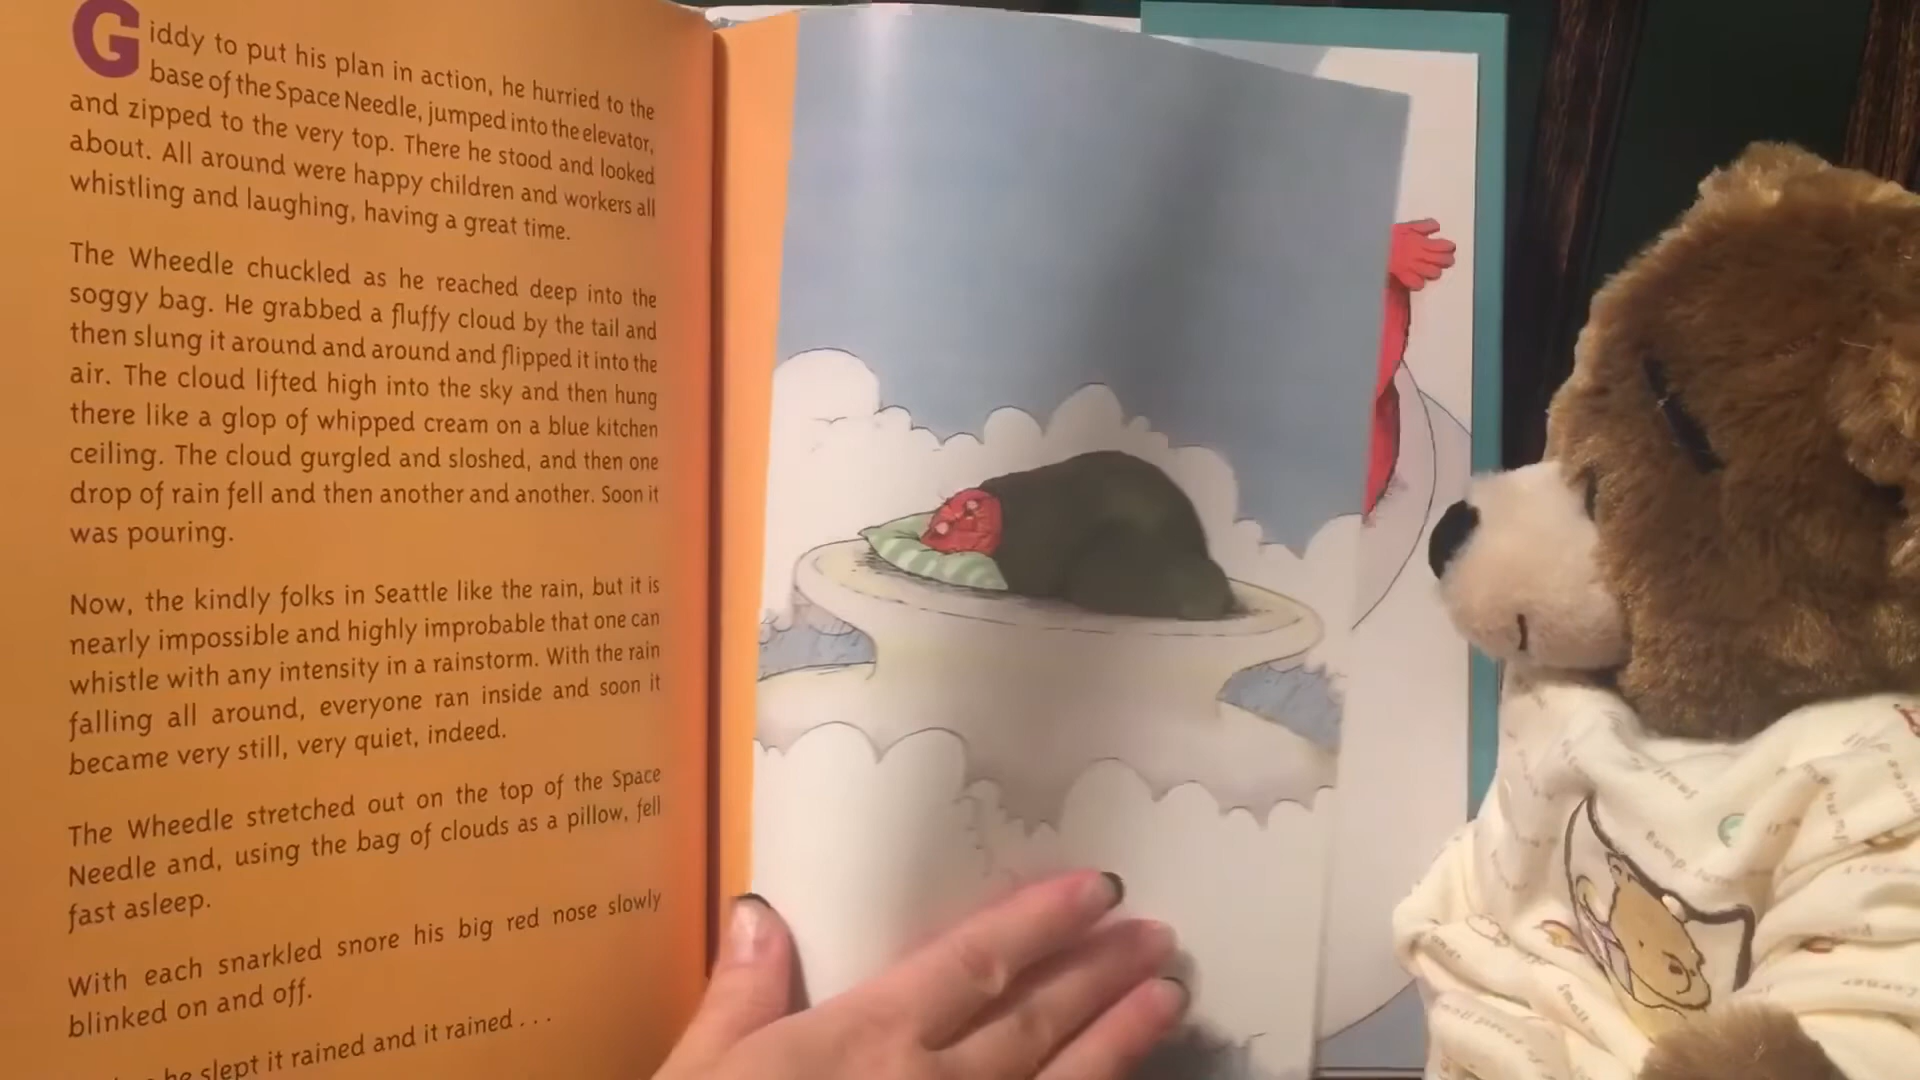 Giddy to put his plan in action, he hurried to the
base of the Space Needle, jumped into the elevator,
and zipped to the very top. There he stood and looked
about. All around were happy children and workers all
whistling and laughing, having a great time.
The Wheedle chuckled as he reached deep into the
soggy bag. He grabbed a fluffy cloud by the tail and
then slung it around and around and flipped it into the
air. The cloud lifted high into the sky and then hung
there like a glop of whipped cream on a blue kitchen
ceiling. The cloud gurgled and sloshed, and then one
drop of rain fell and then another and another. Soon it
was pouring.
Now, the kindly folks in Seattle like the rain, but it is
nearly impossible and highly improbable that one can
whistle with any intensity in a rainstorm. With the rain
falling all around, everyone ran inside and soon it
became very still, very quiet, indeed.
The Wheedle stretched out on the top of the Space
Needle and, using the bag of clouds as a pillow, fell
fast asleep.
With each snarkled snore his big red nose slowly
blinked on and off.
he slept it rained and it rained . . .